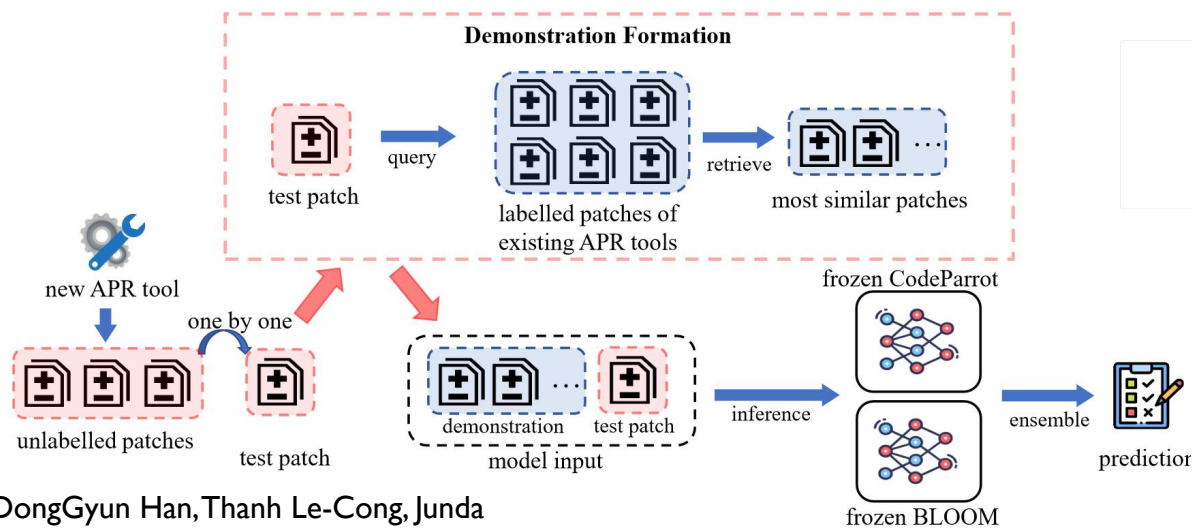 Demonstration Formation
query
retrieve
test patch
labelled patches of
existing APR tools
most similar patches
new APR tool
one by one
unlabelled patches
test patch
demonstration
test patch
model input
inference
frozen CodeParrot
frozen BLOOM
ensemble
prediction
DongGyun Han, Thanh Le-Cong, Junda